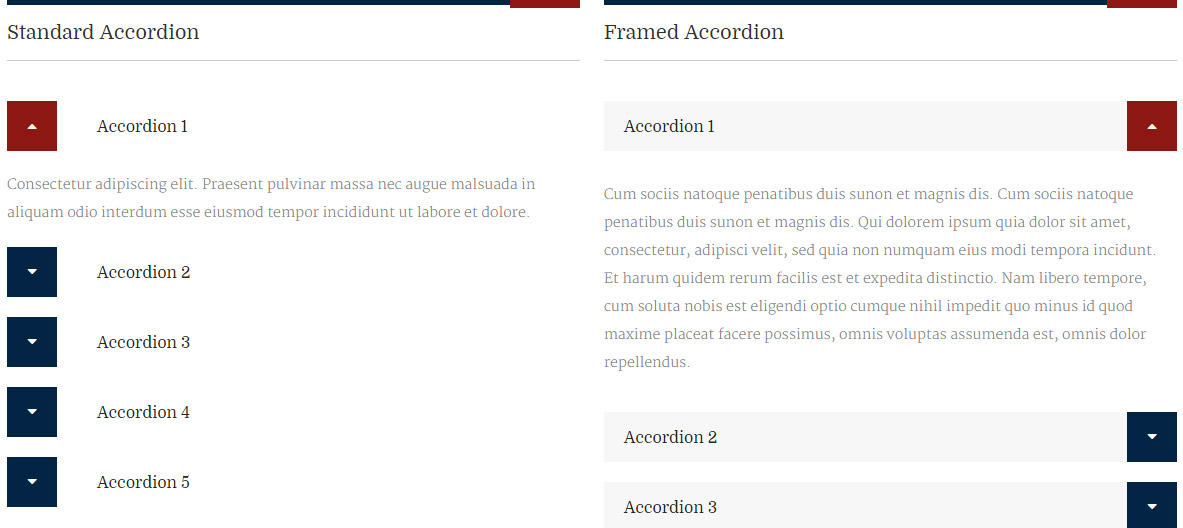 Standard Accordion
Accordion 1
Consectetur adipiscing elit. Praesent pulvinar massa nec augue malsuada in
aliquam odio interdum esse eiusmod tempor incididunt ut labore et dolore.
Accordion 2
Accordion 3
Accordion 4
Accordion 5
Framed Accordion
Accordion 1
Cum sociis natoque penatibus duis sunon et magnis dis. Cum sociis natoque
penatibus duis sunon et magnis dis. Qui dolorem ipsum quia dolor sit amet,
consectetur, adipisci velit, sed quia non numquam eius modi tempora incidunt.
Et harum quidem rerum facilis est et expedita distinctio. Nam libero tempore,
cum soluta nobis est eligendi optio cumque nihil impedit quo minus id quod
maxime placeat facere possimus, omnis voluptas assumenda est, omnis dolor
repellendus.
Accordion 2
Accordion 3